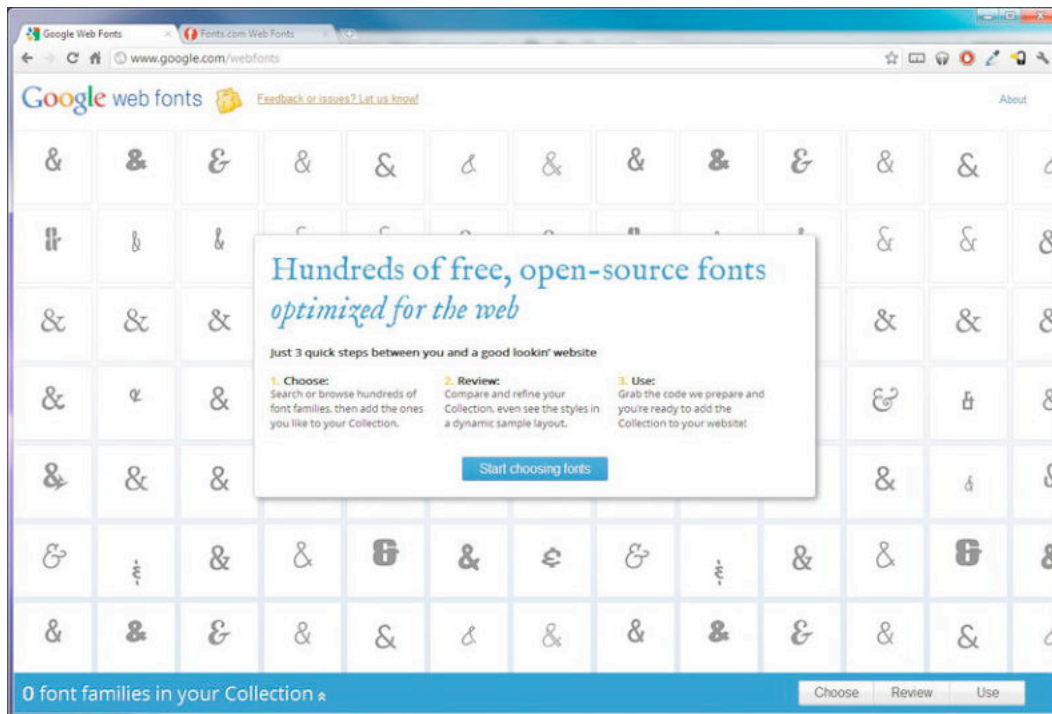 Google Web Fonts
Fonts.com Web Fonts
www.google.com/webfonts
Google web fonts
Feedback or issues? Let us know!
About
& & & & & & & & & & & &
& & &
& &
& & &
& &
& & &
& &
& & &
& &
& & & & & & & & & & & &
& & & & & & & & & & & &
Hundreds of free, open-source fonts
optimized for the web
Just 3 quick steps between you and a good lookin' website
1. Choose:
Search or browse hundreds of
font families, then add the ones
you like to your Collection.
2. Review:
Compare and refine your
Collection, even see the styles in
a dynamic sample layout.
3. Use:
Grab the code we prepare and
you're ready to add the
Collection to your website!
Start choosing fonts
0 font families in your Collection
Choose
Review
Use